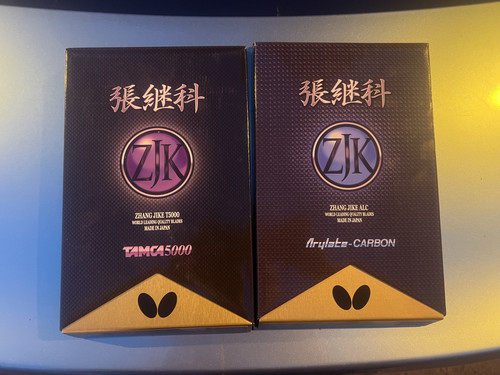 張継科
ZJK
ZHANG JIKE T5000
WORLD LEADING QUALITY BLADES
MADE IN JAPAN
TAMCA5000
張継科
ZJK
ZHANG JIKE ALC
WORLD LEADING QUALITY BLADES
MADE IN JAPAN
Arylate-CARBON